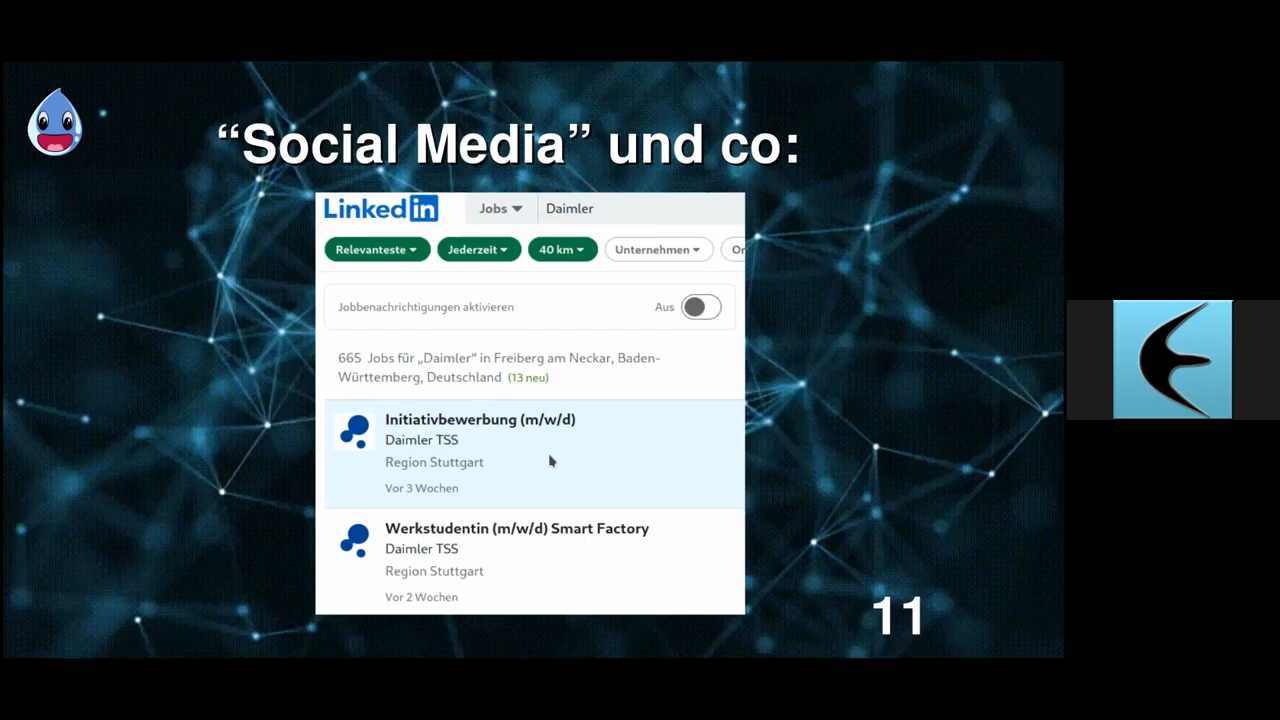 “Social Media” und co:
Linked in Jobs Daimler
Relevanteste Jederzeit 40 km Unternehmen
Jobbenachrichtigungen aktivieren Aus
665 Jobs für „Daimler“ in Freiberg am Neckar, Baden-
Württemberg, Deutschland (13 neu)
Initiativbewerbung (m/w/d)
Daimler TSS
Region Stuttgart
Vor 3 Wochen
Werkstudentin (m/w/d) Smart Factory
Daimler TSS
Region Stuttgart
Vor 2 Wochen
11